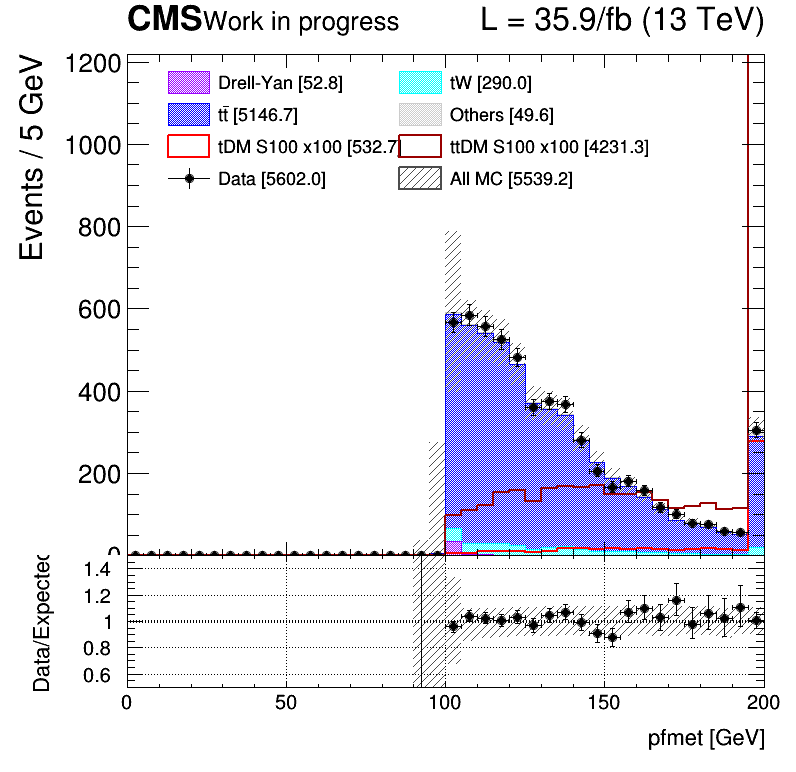 CMS Work in progress L = 35.9/fb (13 TeV)
Events / 5 GeV
1200
1000
800
600
400
200
0
Drell-Yan [52.8] tW [290.0]
tt̄ [5146.7] Others [49.6]
tDM S100 x100 [532.7] ttDM S100 x100 [4231.3]
Data [5602.0] All MC [5539.2]
Data/Expected
1.4
1.2
1
0.8
0.6
0 50 100 150 200
pfmet [GeV]